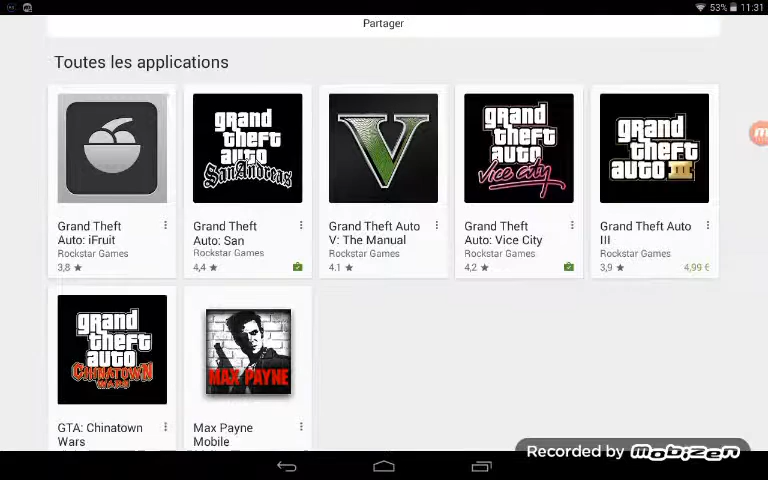 53% 11:31
Partager
Toutes les applications
grand theft auto San Andreas
V
grand theft auto Vice City
grand theft auto III
Grand Theft Auto: iFruit
Rockstar Games
3,8 ★
Grand Theft Auto: San
Rockstar Games
4,4 ★
Grand Theft Auto V: The Manual
Rockstar Games
4,1 ★
Grand Theft Auto: Vice City
Rockstar Games
4,2 ★
Grand Theft Auto III
Rockstar Games
3,9 ★ 4,99 €
grand theft auto CHINATOWN WARS
MAX PAYNE
GTA: Chinatown Wars
Max Payne Mobile
Recorded by mobizen